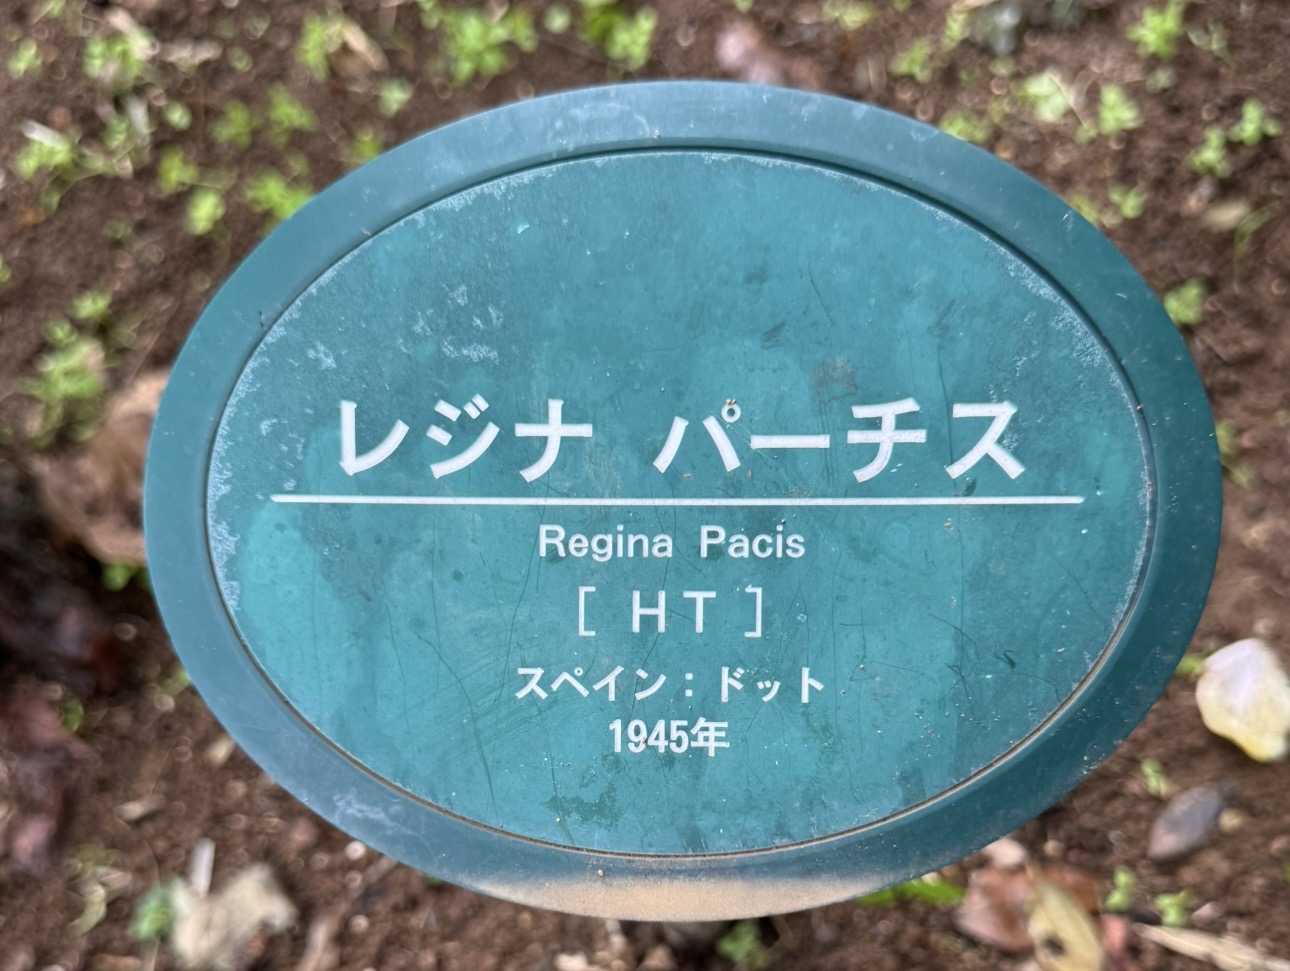 レジナ パーチス
Regina Pacis
[ HT ]
スペイン：ドット
1945年